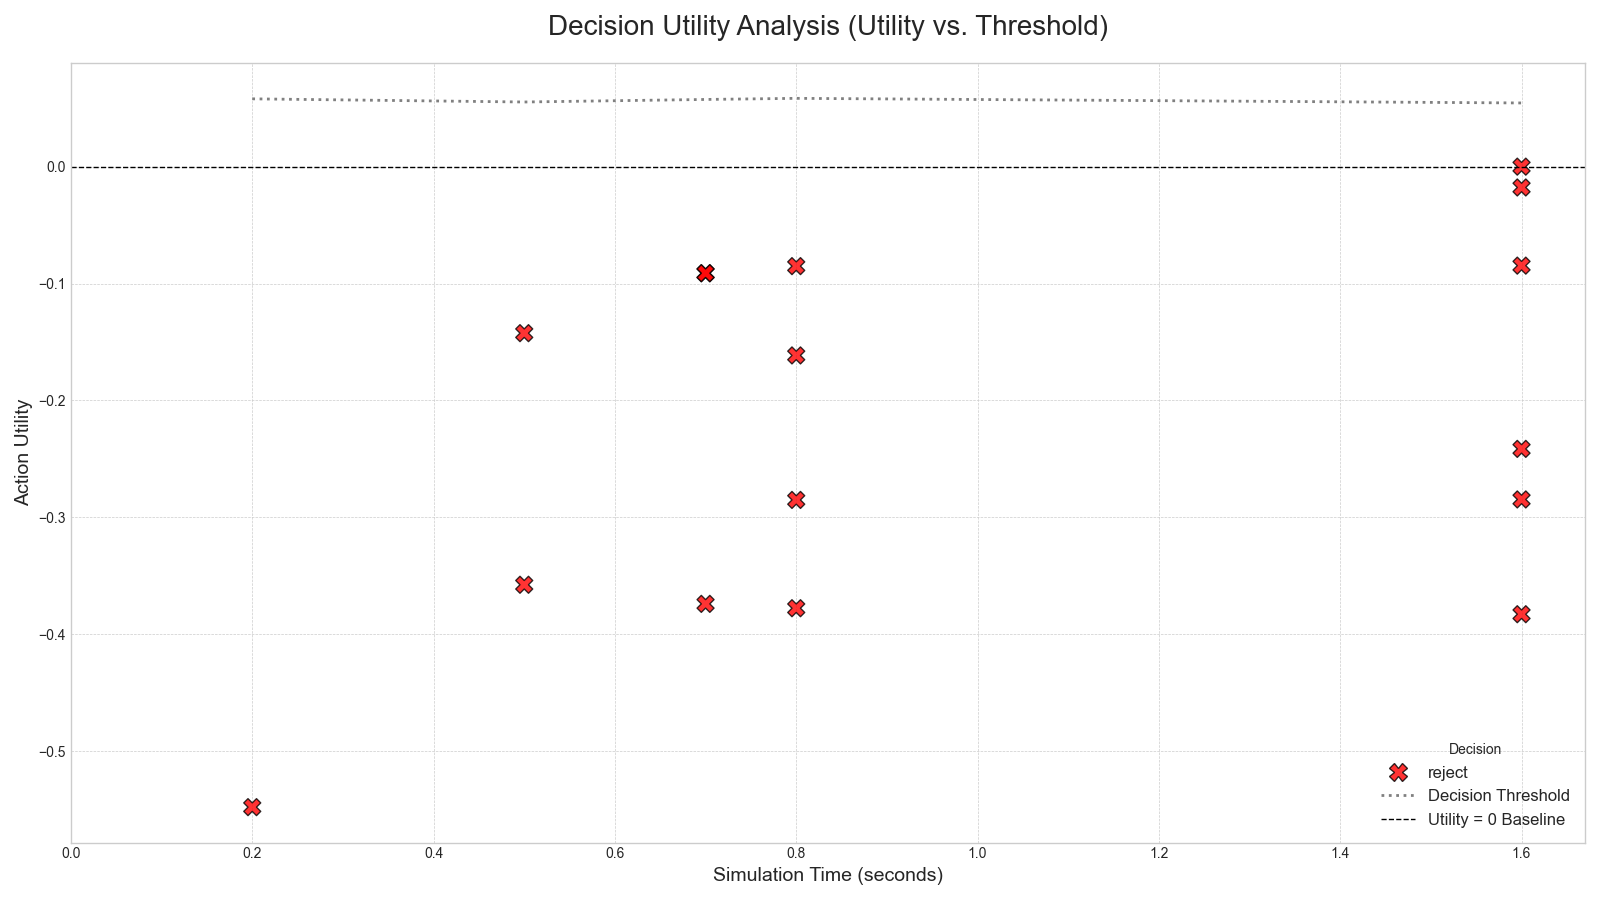 Decision Utility Analysis (Utility vs. Threshold)
Action Utility
0.0
−0.1
−0.2
−0.3
−0.4
−0.5
Decision
reject
Decision Threshold
Utility = 0 Baseline
0.0 0.2 0.4 0.6 0.8 1.0 1.2 1.4 1.6
Simulation Time (seconds)